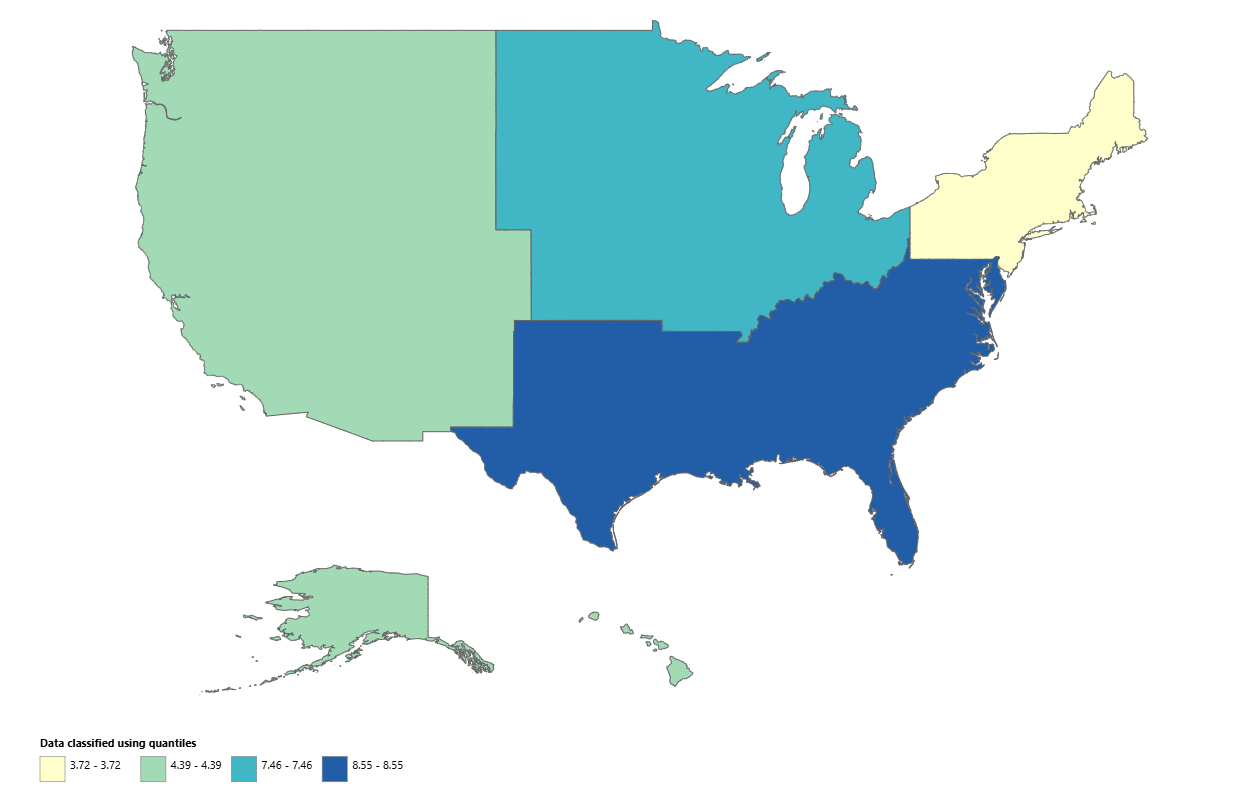 Data classified using quantiles
3.72 - 3.72 4.39 - 4.39 7.46 - 7.46 8.55 - 8.55